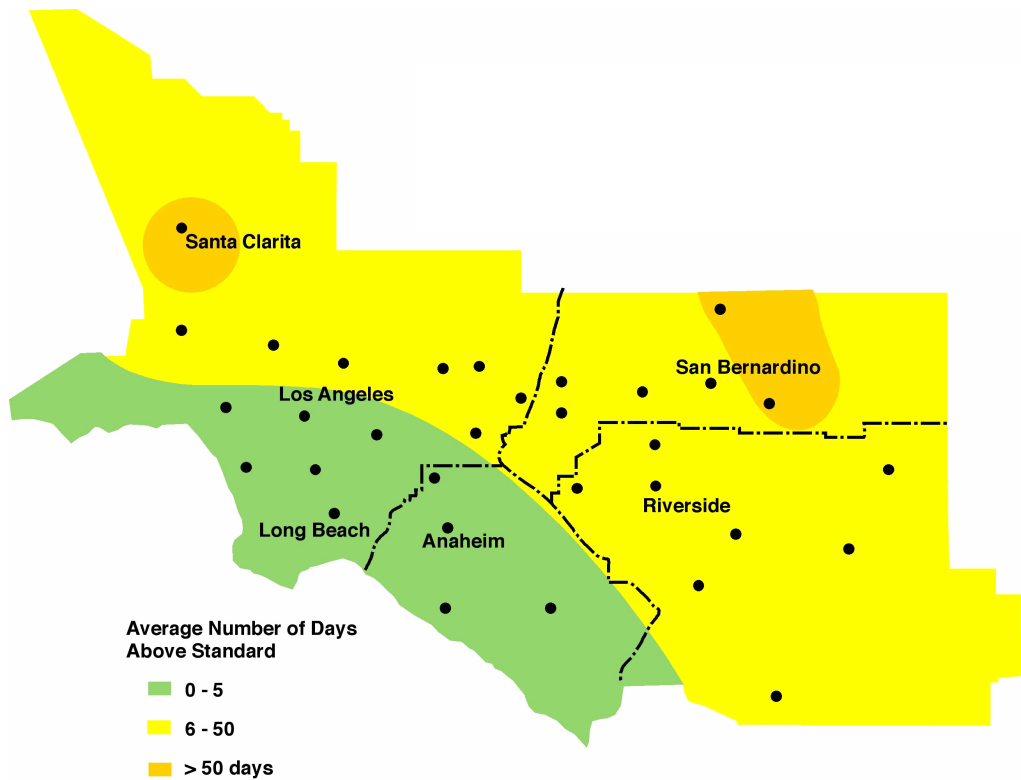 Santa Clarita
San Bernardino
Los Angeles
Riverside
Long Beach
Anaheim
Average Number of Days
Above Standard
0 - 5
6 - 50
> 50 days